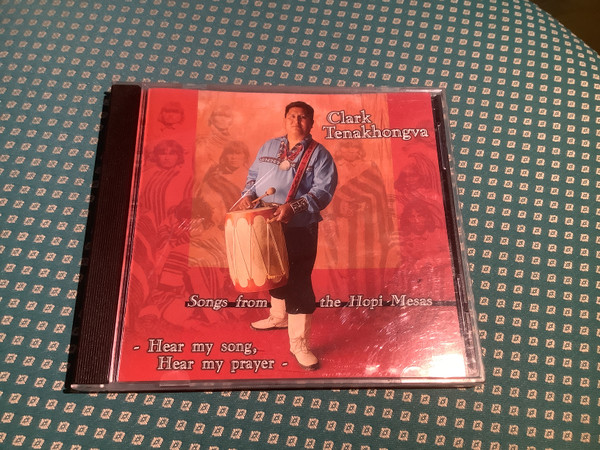 Clark
Tenakhongva
Songs from the Hopi Mesas
- Hear my song,
Hear my prayer -